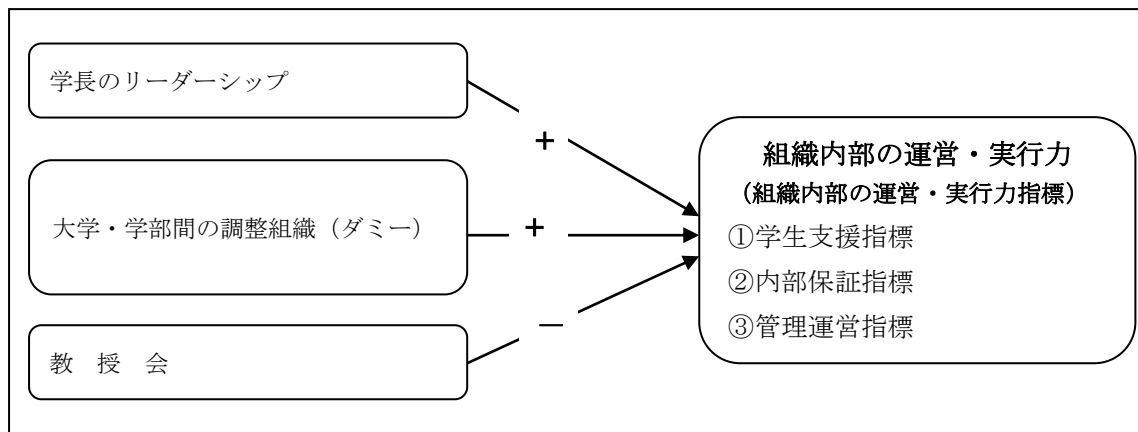 学長のリーダーシップ
+
大学・学部間の調整組織（ダミー）
+
教　授　会
－
組織内部の運営・実行力
（組織内部の運営・実行力指標）
①学生支援指標
②内部保証指標
③管理運営指標